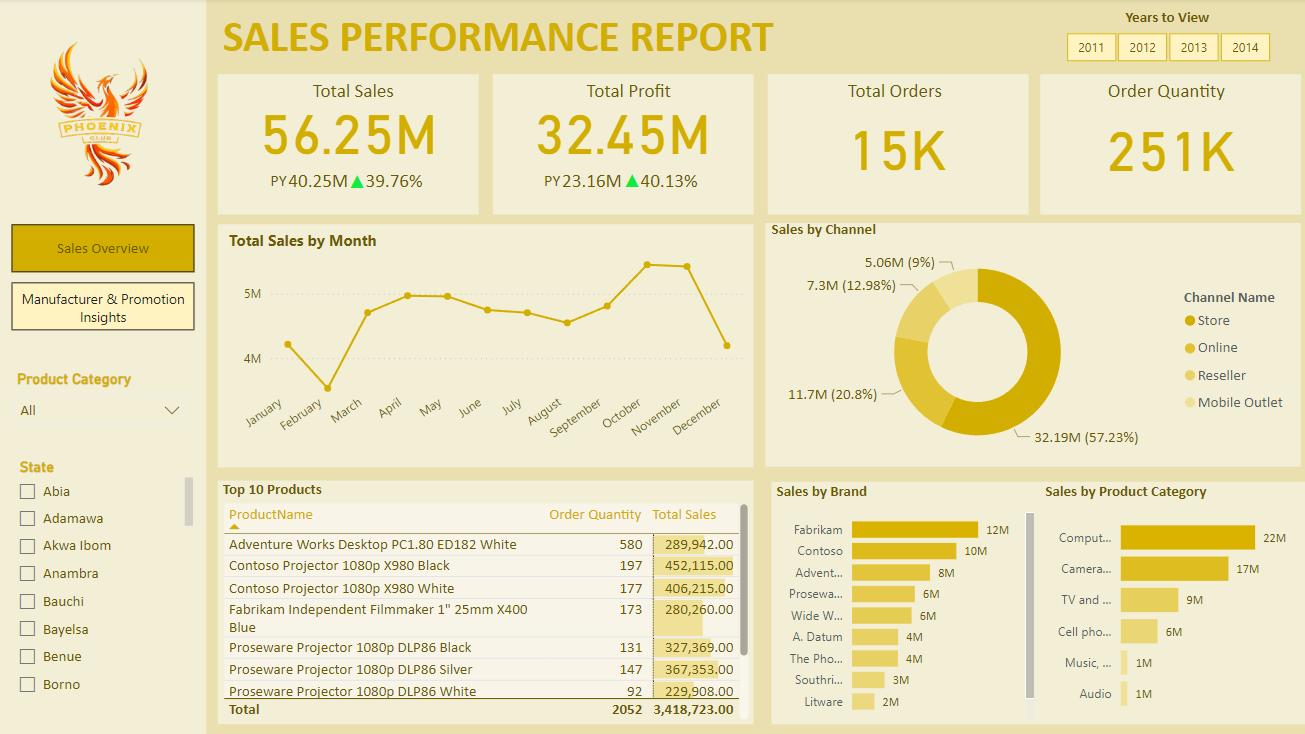 SALES PERFORMANCE REPORT
Years to View
2011 2012 2013 2014
PHOENIX
CLUB
Sales Overview
Manufacturer & Promotion
Insights
Product Category
All
State
Abia
Adamawa
Akwa Ibom
Anambra
Bauchi
Bayelsa
Benue
Borno
Total Sales
56.25M
PY 40.25M ▲ 39.76%
Total Profit
32.45M
PY 23.16M ▲ 40.13%
Total Orders
15K
Order Quantity
251K
Total Sales by Month
5M
4M
January February March April May June July August September October November December
Sales by Channel
5.06M (9%)
7.3M (12.98%)
11.7M (20.8%)
32.19M (57.23%)
Channel Name
Store
Online
Reseller
Mobile Outlet
Top 10 Products
ProductName Order Quantity Total Sales
Adventure Works Desktop PC1.80 ED182 White 580 289,942.00
Contoso Projector 1080p X980 Black 197 452,115.00
Contoso Projector 1080p X980 White 177 406,215.00
Fabrikam Independent Filmmaker 1" 25mm X400 173 280,260.00
Blue
Proseware Projector 1080p DLP86 Black 131 327,369.00
Proseware Projector 1080p DLP86 Silver 147 367,353.00
Proseware Projector 1080p DLP86 White 92 229,908.00
Total 2052 3,418,723.00
Sales by Brand
Fabrikam 12M
Contoso 10M
Advent... 8M
Prosewa... 6M
Wide W... 6M
A. Datum 4M
The Pho... 4M
Southri... 3M
Litware 2M
Sales by Product Category
Comput... 22M
Camera... 17M
TV and ... 9M
Cell pho... 6M
Music, ... 1M
Audio 1M